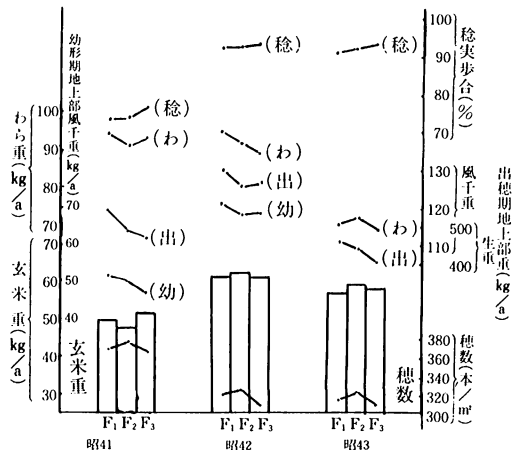 わら重(kg/a)
100
90
80
70
玄米重(kg/a)
60
50
40
30
幼形期地上部風干重(kg/a)
70
60
50
40
玄米重
(稔)
(わ)
(出)
(幼)
(稔)
(わ)
(出)
(幼)
(稔)
(わ)
(出)
穂数
100
90
80
70
稔実歩合(%)
130
120
110
風干重
500
400
生重
出穂期地上部重(kg/a)
380
360
340
320
300
穂数(本/m²)
F₁ F₂ F₃
F₁ F₂ F₃
F₁ F₂ F₃
昭41
昭42
昭43